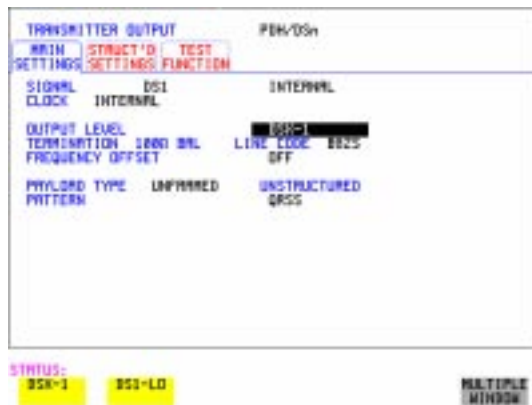 TRANSMITTER OUTPUT PDH/DSn
MAIN SETTINGS STRUCT'D SETTINGS TEST FUNCTION
SIGNAL DS1 INTERNAL
CLOCK INTERNAL
OUTPUT LEVEL DSX-1
TERMINATION 100Ω BAL LINE CODE B8ZS
FREQUENCY OFFSET OFF
PAYLOAD TYPE UNFRAMED UNSTRUCTURED
PATTERN QRSS
STATUS:
DSX-1 DS1-LO MULTIPLE WINDOW